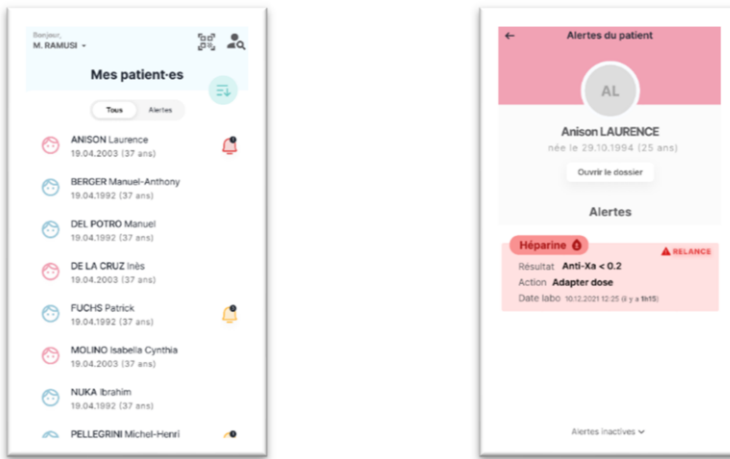 Bonjour,
M. RAMUSI
Mes patient·es
Tous Alertes
ANISON Laurence
19.04.2003 (37 ans)
BERGER Manuel-Anthony
19.04.1992 (37 ans)
DEL POTRO Manuel
19.04.1992 (37 ans)
DE LA CRUZ Inès
19.04.2003 (37 ans)
FUCHS Patrick
19.04.1992 (37 ans)
MOLINO Isabella Cynthia
19.04.2003 (37 ans)
NUKA Ibrahim
19.04.1992 (37 ans)
PELLEGRINI Michel-Henri
Alertes du patient
AL
Anison LAURENCE
née le 29.10.1994 (25 ans)
Ouvrir le dossier
Alertes
Héparine
RELANCE
Résultat Anti-Xa < 0.2
Action Adapter dose
Date labo 10.12.2021 12:25 (il y a 1h15)
Alertes inactives